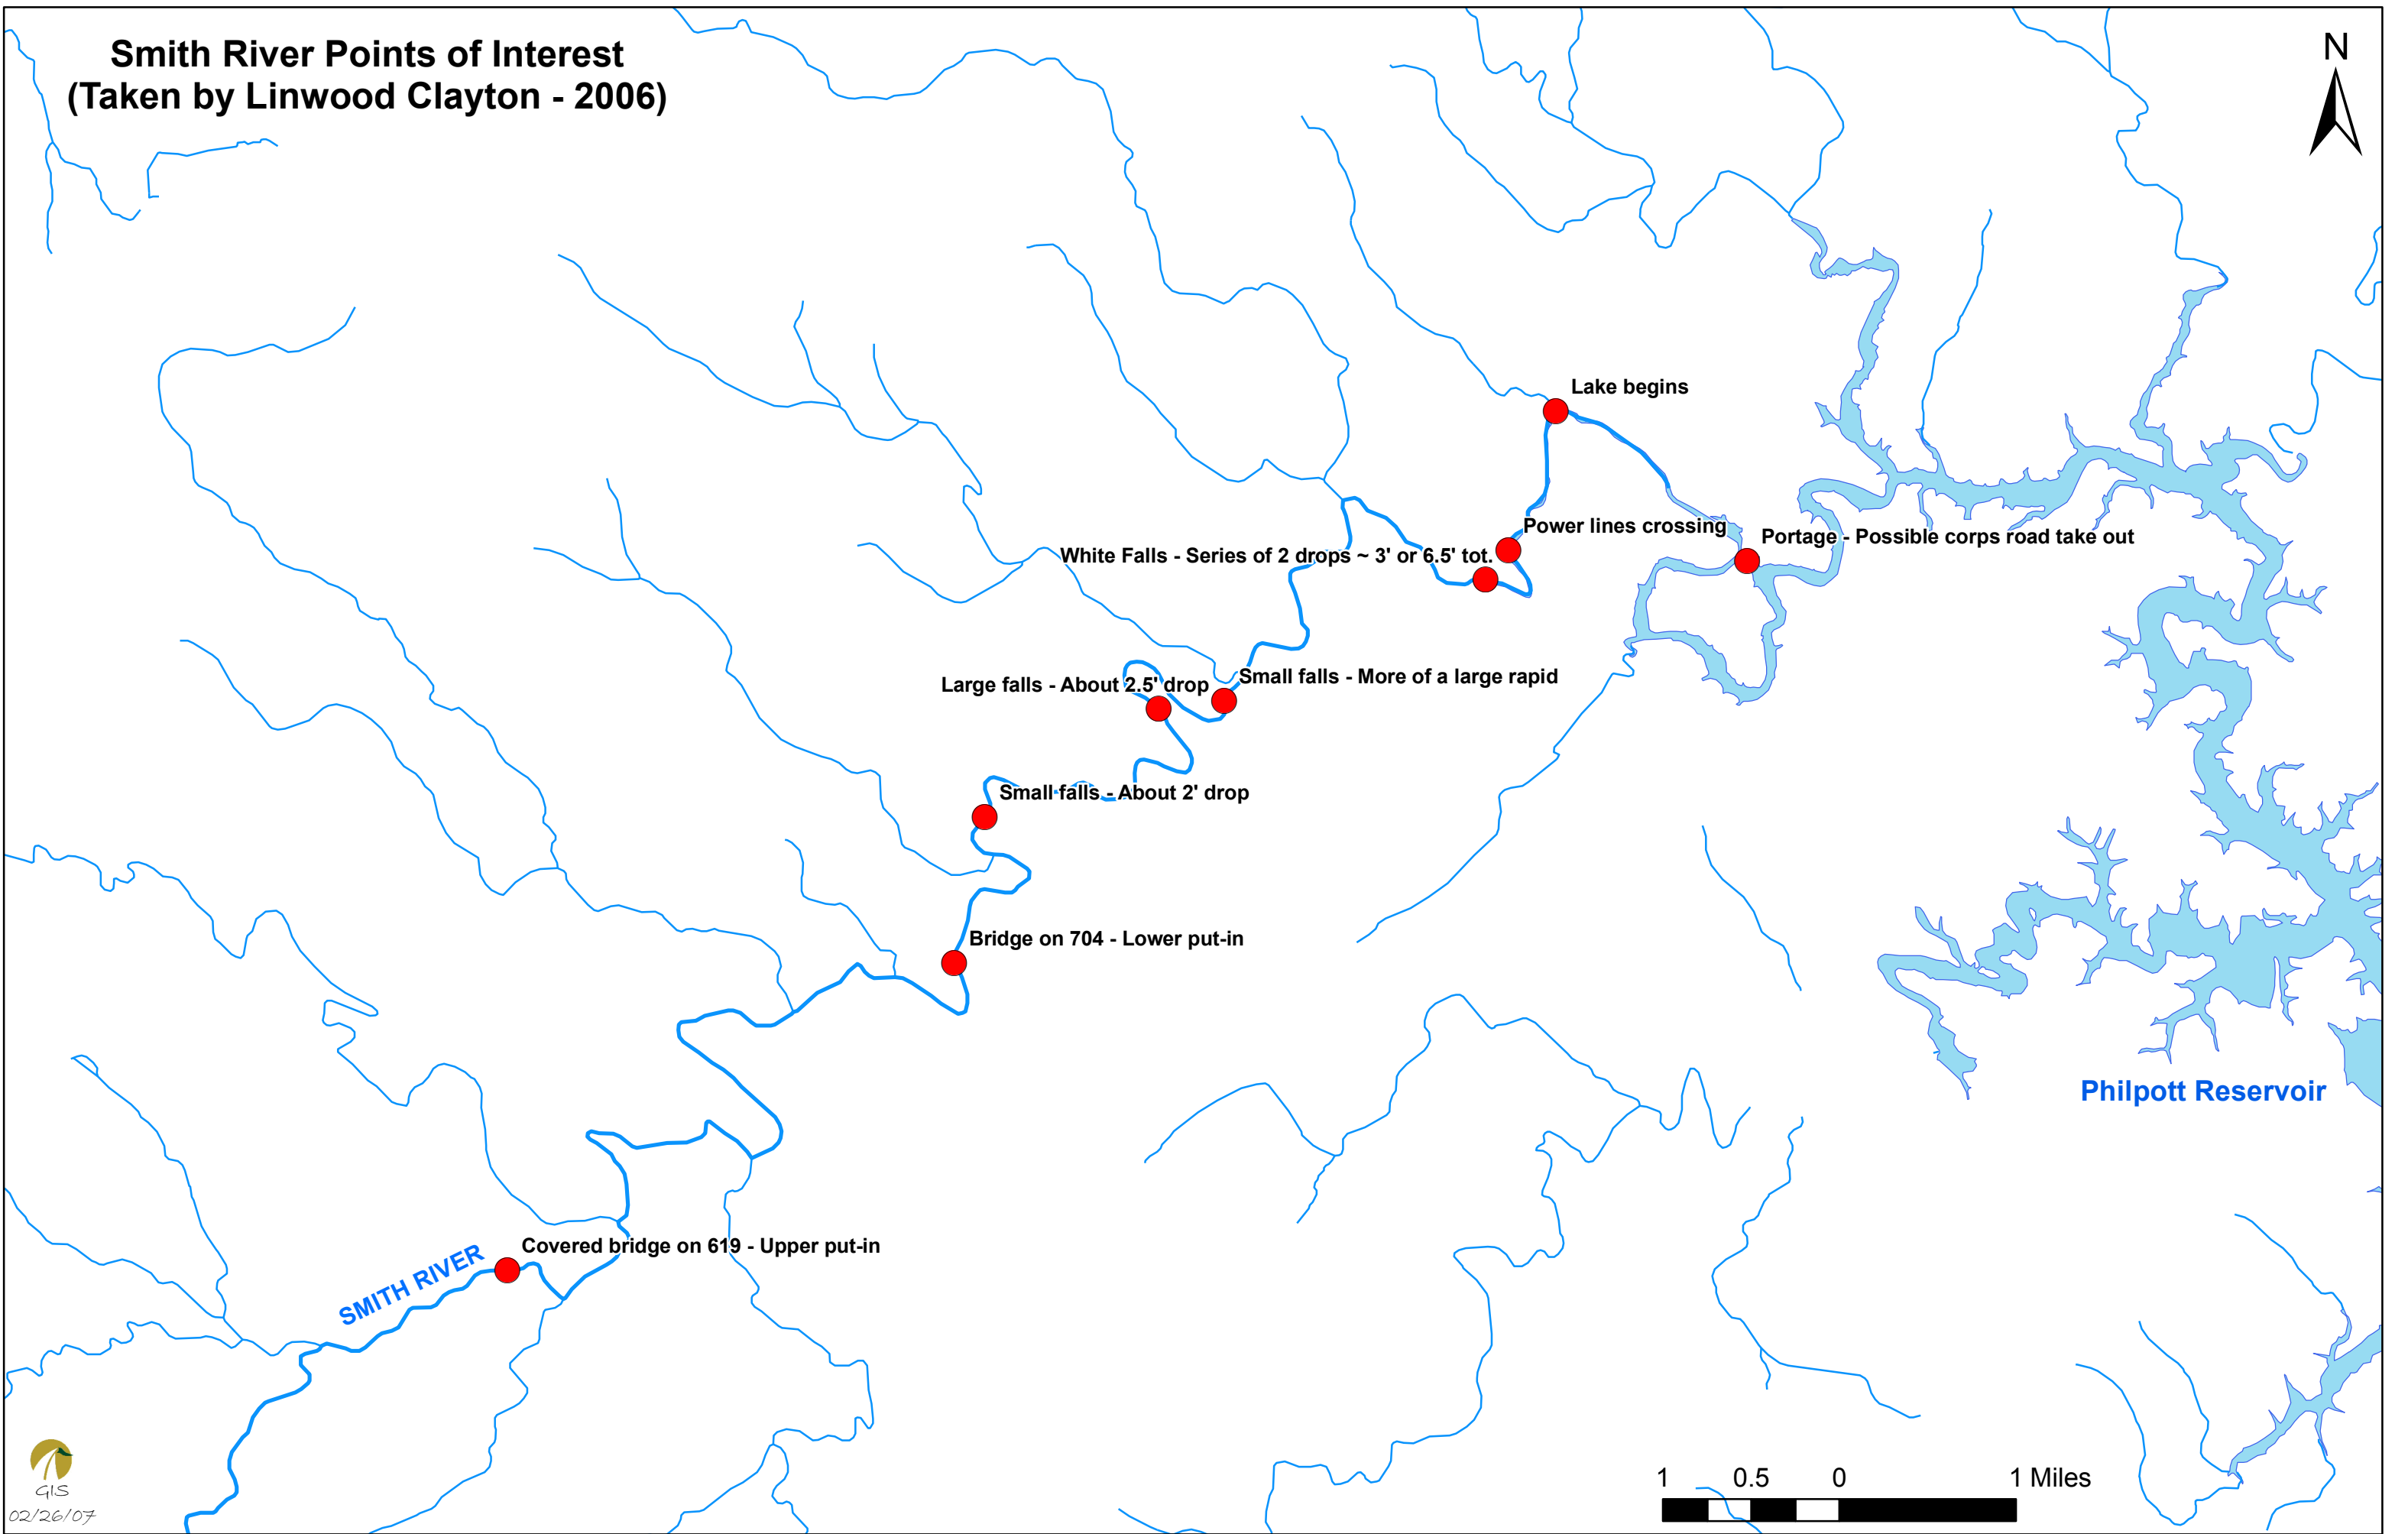 Smith River Points of Interest
(Taken by Linwood Clayton - 2006)
N
Lake begins
Power lines crossing
Portage - Possible corps road take out
White Falls - Series of 2 drops ~ 3' or 6.5' tot.
Small falls - More of a large rapid
Large falls - About 2.5' drop
Small falls - About 2' drop
Bridge on 704 - Lower put-in
Philpott Reservoir
Covered bridge on 619 - Upper put-in
SMITH RIVER
1 0.5 0 1 Miles
GIS
02/26/07